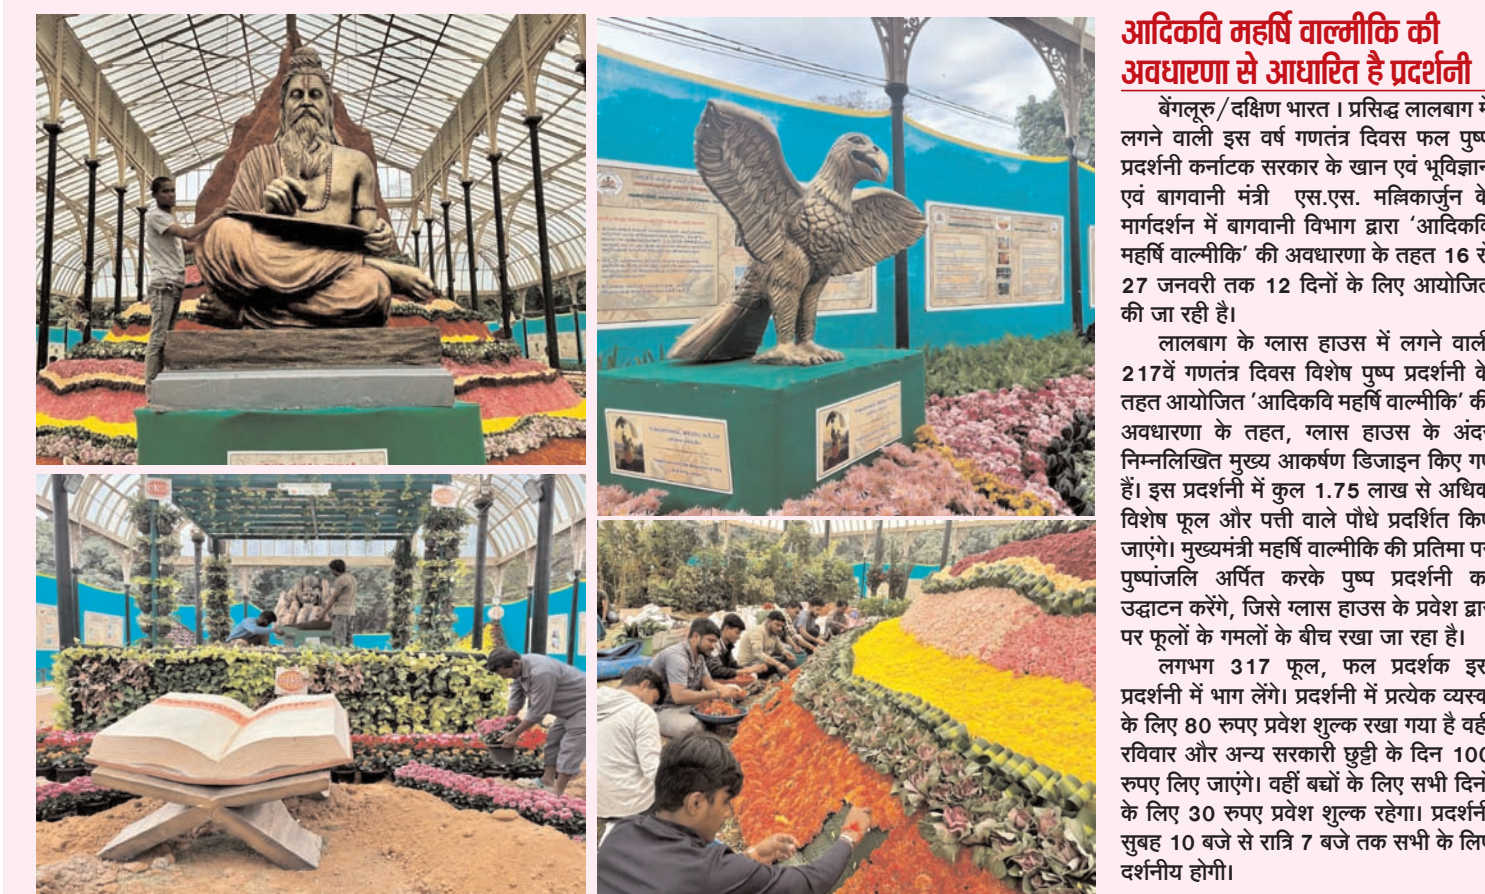 आदिकवि महर्षि वाल्मीकि की
अवधारणा से आधारित है प्रदर्शनी
बेंगलूरु/दक्षिण भारत । प्रसिद्ध लालबाग में
लगने वाली इस वर्ष गणतंत्र दिवस फल पुष्प
प्रदर्शनी कर्नाटक सरकार के खान एवं भूविज्ञान
एवं बागवानी मंत्री एस.एस. मल्लिकार्जुन के
मार्गदर्शन में बागवानी विभाग द्वारा ‘आदिकवि
महर्षि वाल्मीकि’ की अवधारणा के तहत 16 से
27 जनवरी तक 12 दिनों के लिए आयोजित
की जा रही है।
लालबाग के ग्लास हाउस में लगने वाली
217वें गणतंत्र दिवस विशेष पुष्प प्रदर्शनी के
तहत आयोजित ’आदिकवि महर्षि वाल्मीकि’ की
अवधारणा के तहत, ग्लास हाउस के अंदर
निम्नलिखित मुख्य आकर्षण डिजाइन किए गए
हैं। इस प्रदर्शनी में कुल 1.75 लाख से अधिक
विशेष फूल और पत्ती वाले पौधे प्रदर्शित किए
जाएंगे। मुख्यमंत्री महर्षि वाल्मीकि की प्रतिमा पर
पुष्पांजलि अर्पित करके पुष्प प्रदर्शनी का
उद्घाटन करेंगे, जिसे ग्लास हाउस के प्रवेश द्वार
पर फूलों के गमलों के बीच रखा जा रहा है।
लगभग 317 फूल, फल प्रदर्शक इस
प्रदर्शनी में भाग लेंगे। प्रदर्शनी में प्रत्येक व्यस्क
के लिए 80 रुपए प्रवेश शुल्क रखा गया है वहीं
रविवार और अन्य सरकारी छुट्टी के दिन 100
रुपए लिए जाएंगे। वहीं बच्चों के लिए सभी दिनों
के लिए 30 रुपए प्रवेश शुल्क रहेगा। प्रदर्शनी
सुबह 10 बजे से रात्रि 7 बजे तक सभी के लिए
दर्शनीय होगी।